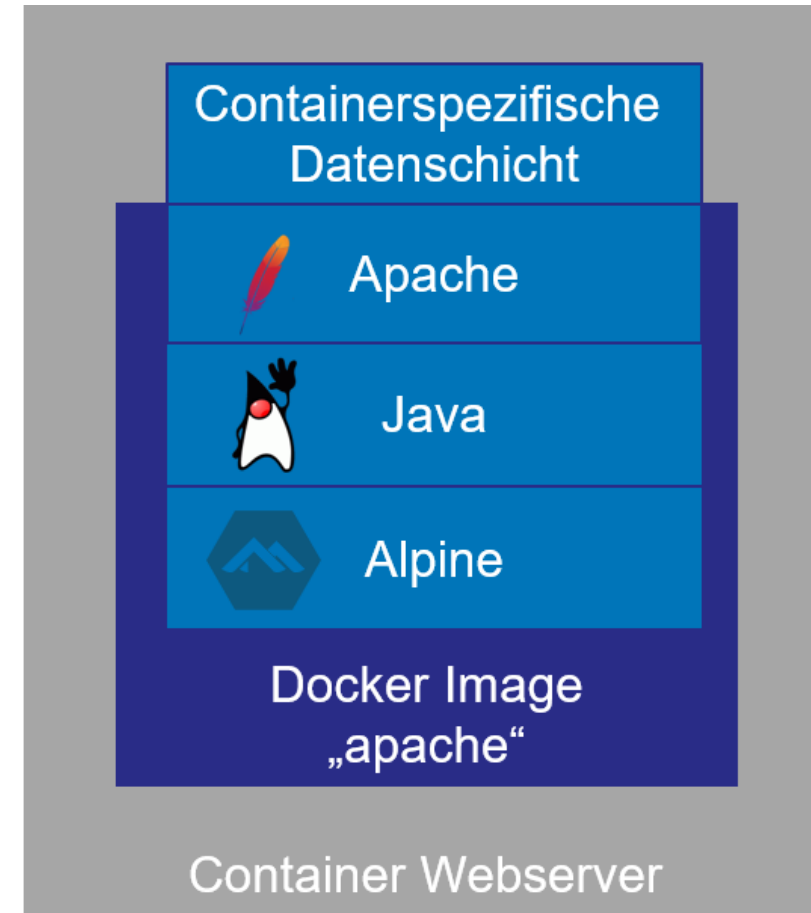 Containerspezifische
Datenschicht
Apache
Java
Alpine
Docker Image
„apache“
Container Webserver